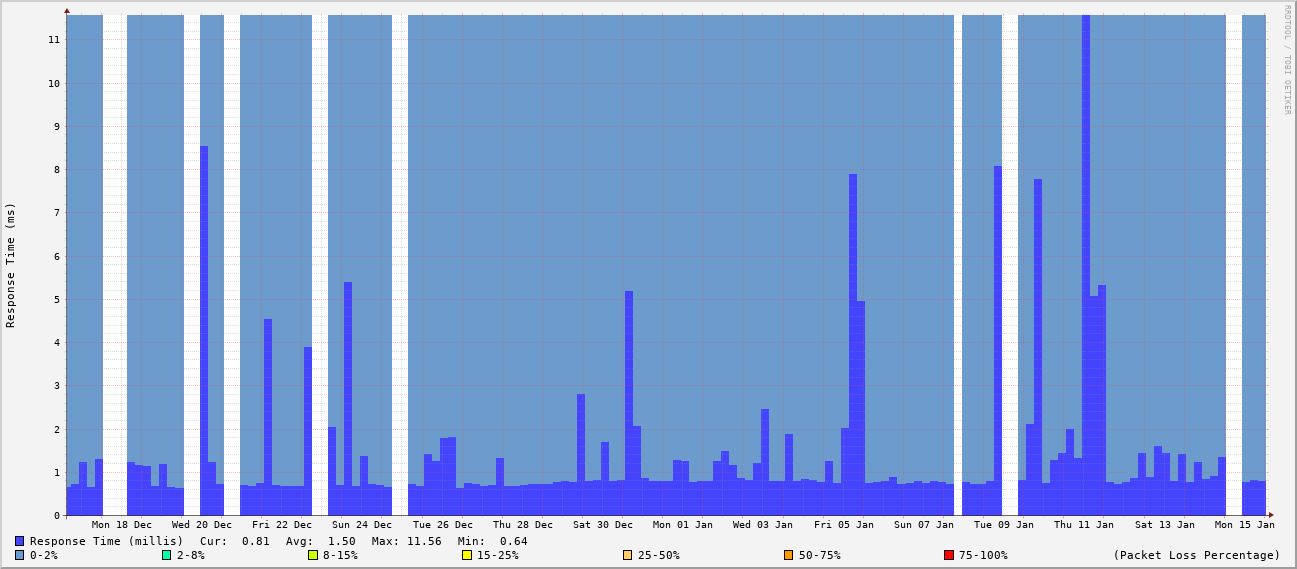 RRDTOOL / TOBI OETIKER
Response Time (ms)
11
10
9
8
7
6
5
4
3
2
1
0
Mon 18 Dec Wed 20 Dec Fri 22 Dec Sun 24 Dec Tue 26 Dec Thu 28 Dec Sat 30 Dec Mon 01 Jan Wed 03 Jan Fri 05 Jan Sun 07 Jan Tue 09 Jan Thu 11 Jan Sat 13 Jan Mon 15 Jan
Response Time (millis) Cur: 0.81 Avg: 1.50 Max: 11.56 Min: 0.64
0-2% 2-8% 8-15% 15-25% 25-50% 50-75% 75-100% (Packet Loss Percentage)